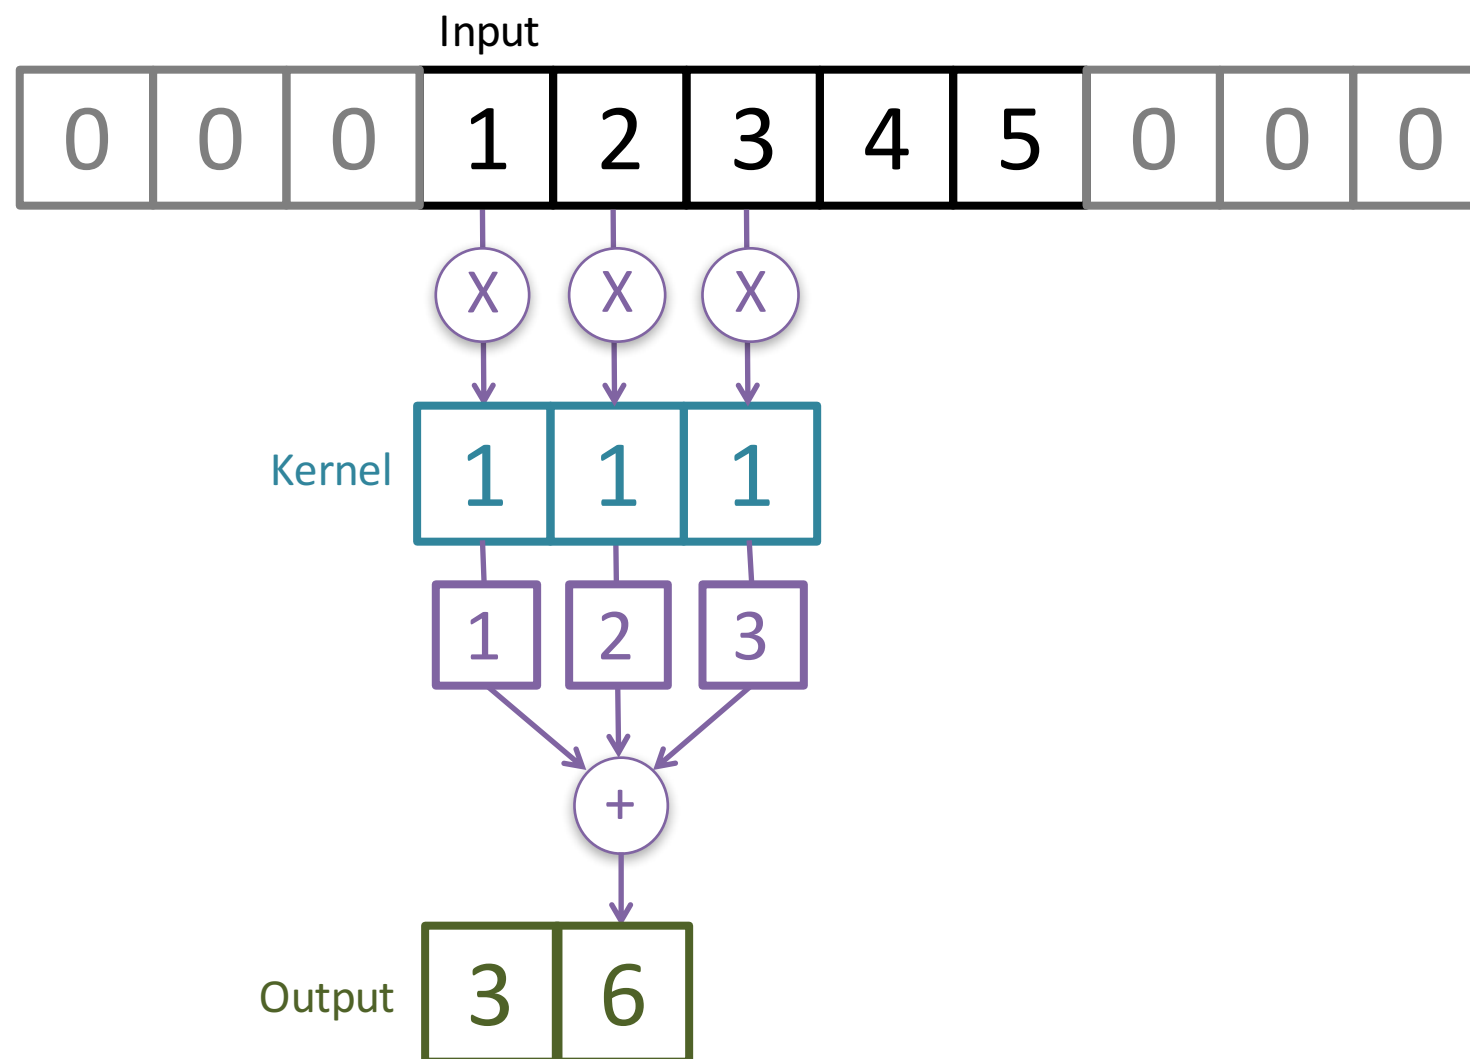 Input
0 0 0 1 2 3 4 5 0 0 0
X X X
Kernel 1 1 1
1 2 3
+
Output 3 6